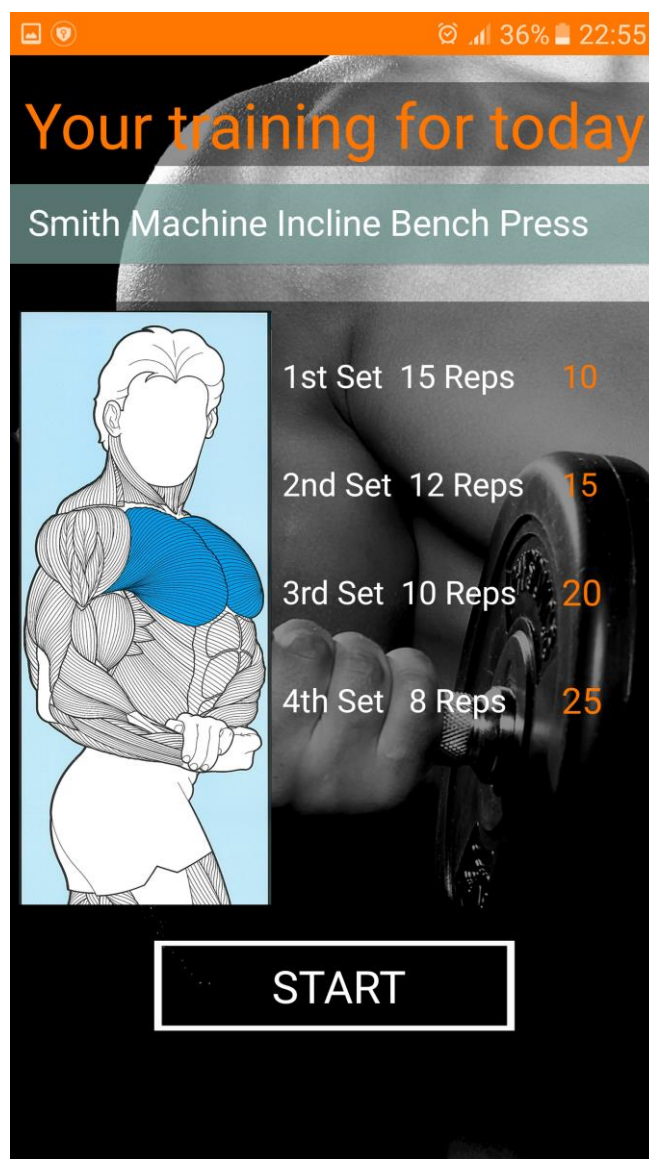 36% 22:55
Your training for today
Smith Machine Incline Bench Press
1st Set 15 Reps 10
2nd Set 12 Reps 15
3rd Set 10 Reps 20
4th Set 8 Reps 25
START